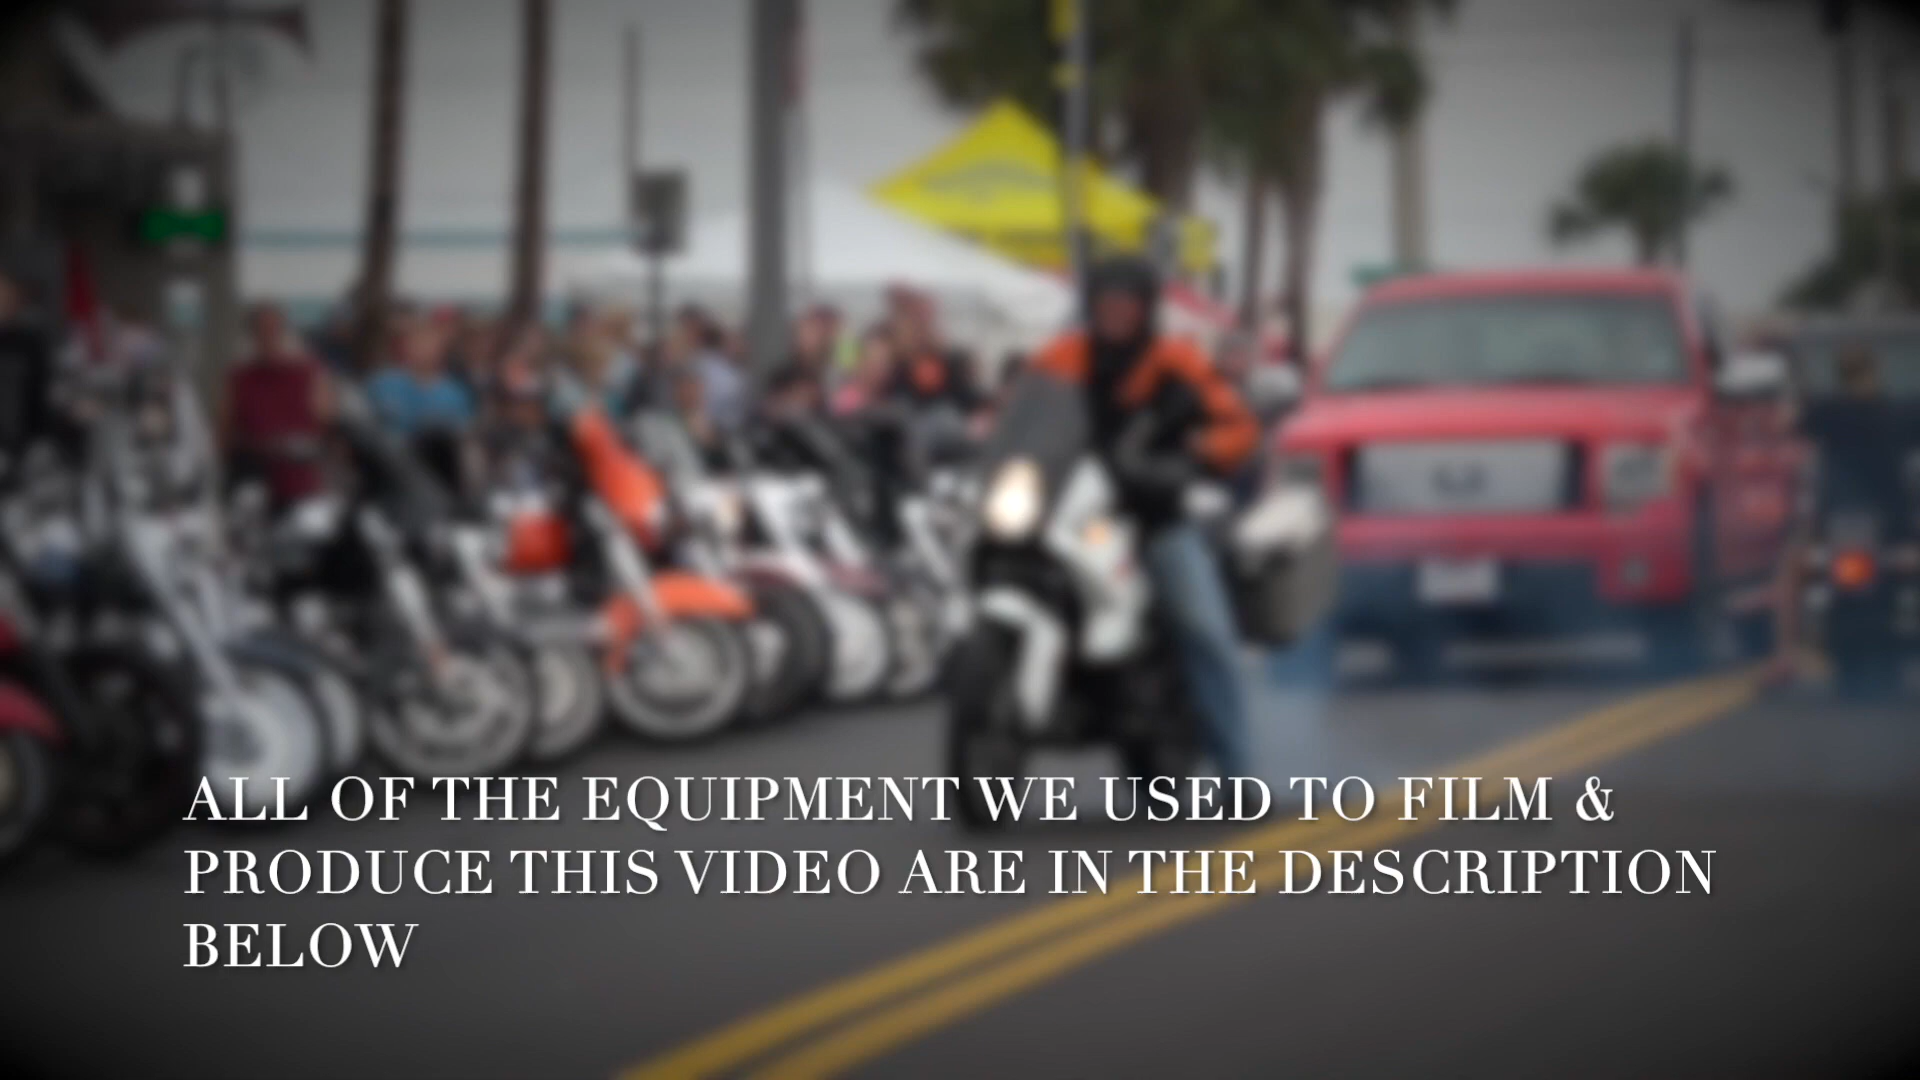 ALL OF THE EQUIPMENT WE USED TO FILM &
PRODUCE THIS VIDEO ARE IN THE DESCRIPTION
BELOW